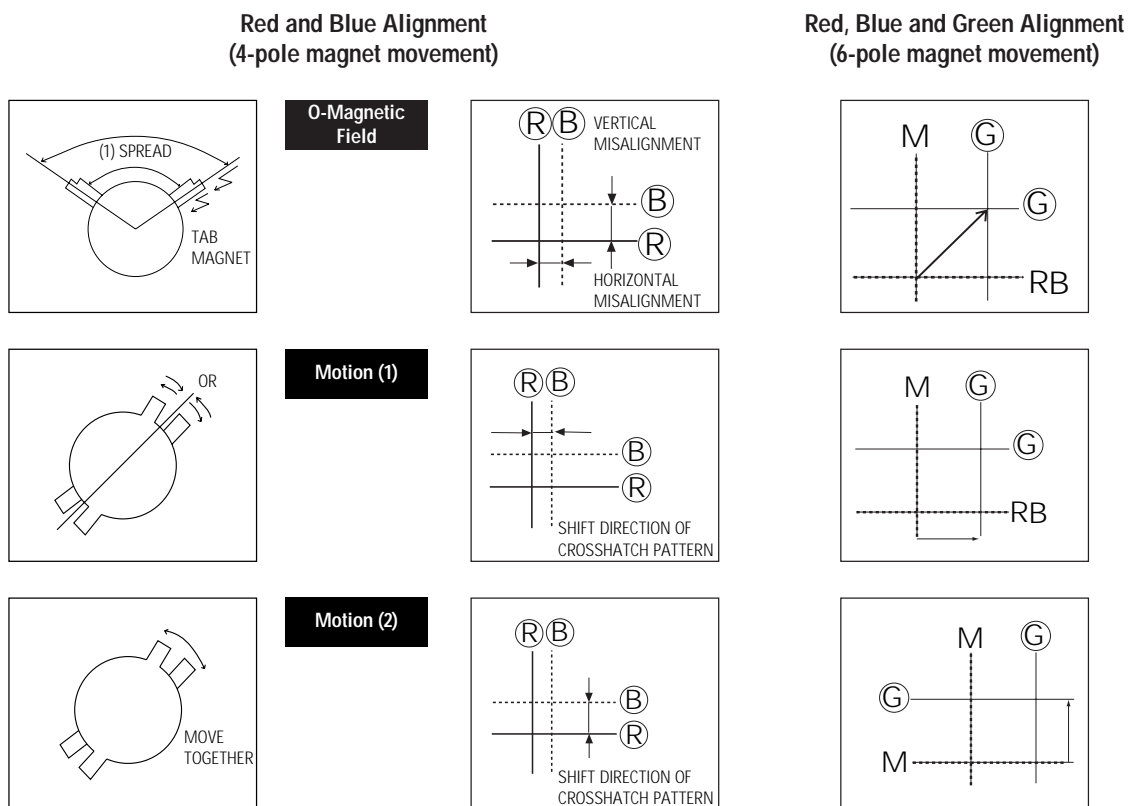 Red and Blue Alignment
(4-pole magnet movement)
Red, Blue and Green Alignment
(6-pole magnet movement)
(1) SPREAD
TAB
MAGNET
O-Magnetic
Field
R B
VERTICAL
MISALIGNMENT
B
R
HORIZONTAL
MISALIGNMENT
M G
G
RB
OR
Motion (1)
R B
B
R
SHIFT DIRECTION OF
CROSSHATCH PATTERN
M G
G
RB
MOVE
TOGETHER
Motion (2)
R B
B
R
SHIFT DIRECTION OF
CROSSHATCH PATTERN
M G
G
M